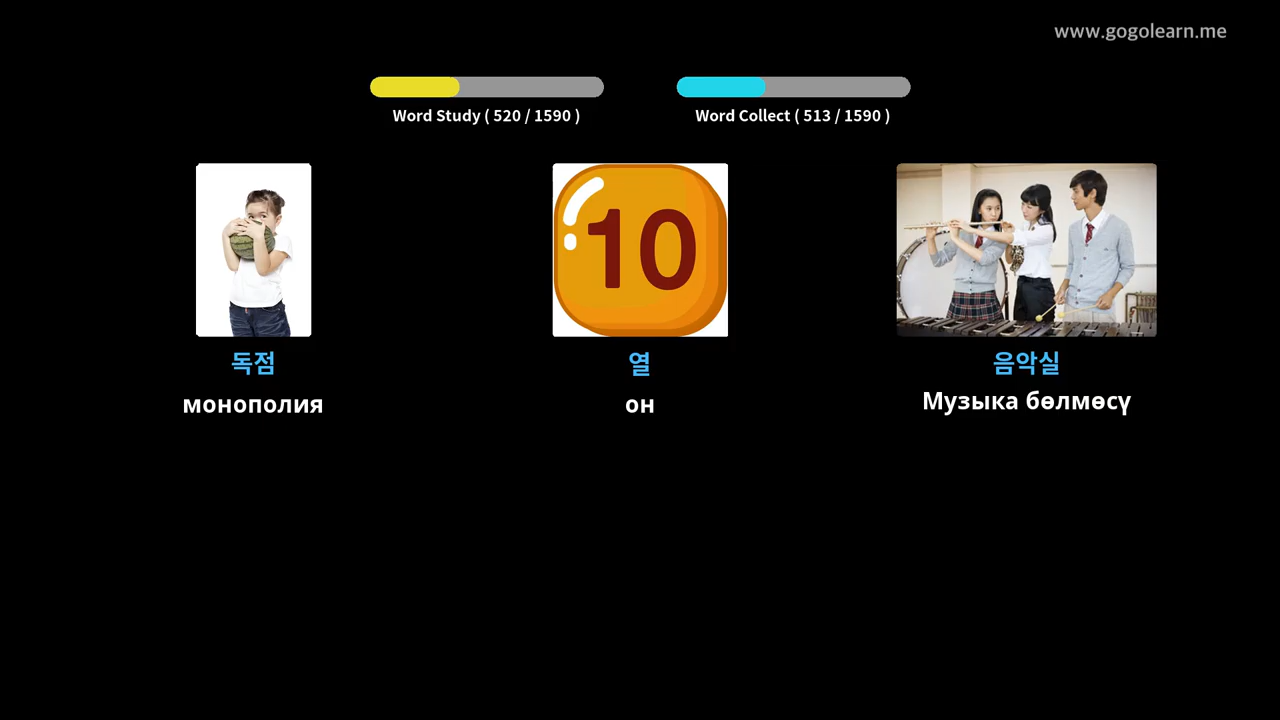 www.gogolearn.me
Word Study ( 520 / 1590 )
Word Collect ( 513 / 1590 )
10
독점
열
음악실
монополия
он
Музыка бөлмөсү